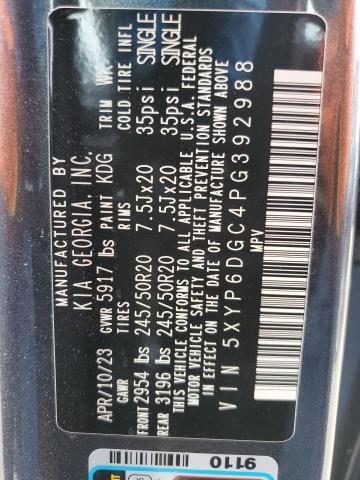 MANUFACTURED BY
KIA GEORGIA, INC.
APR/10/23 GVWR 5917 lbs PAINT KDG TRIM WK
GAWR TIRES RIMS COLD TIRE INFL
FRONT 2954 lbs 245/50R20 7.5Jx20 35psi SINGLE
REAR 3196 lbs 245/50R20 7.5Jx20 35psi SINGLE
THIS VEHICLE CONFORMS TO ALL APPLICABLE U.S.A. FEDERAL
MOTOR VEHICLE SAFETY AND THEFT PREVENTION STANDARDS
IN EFFECT ON THE DATE OF MANUFACTURE SHOWN ABOVE
VIN 5XYP6DGC4PG392988
MPV
9110